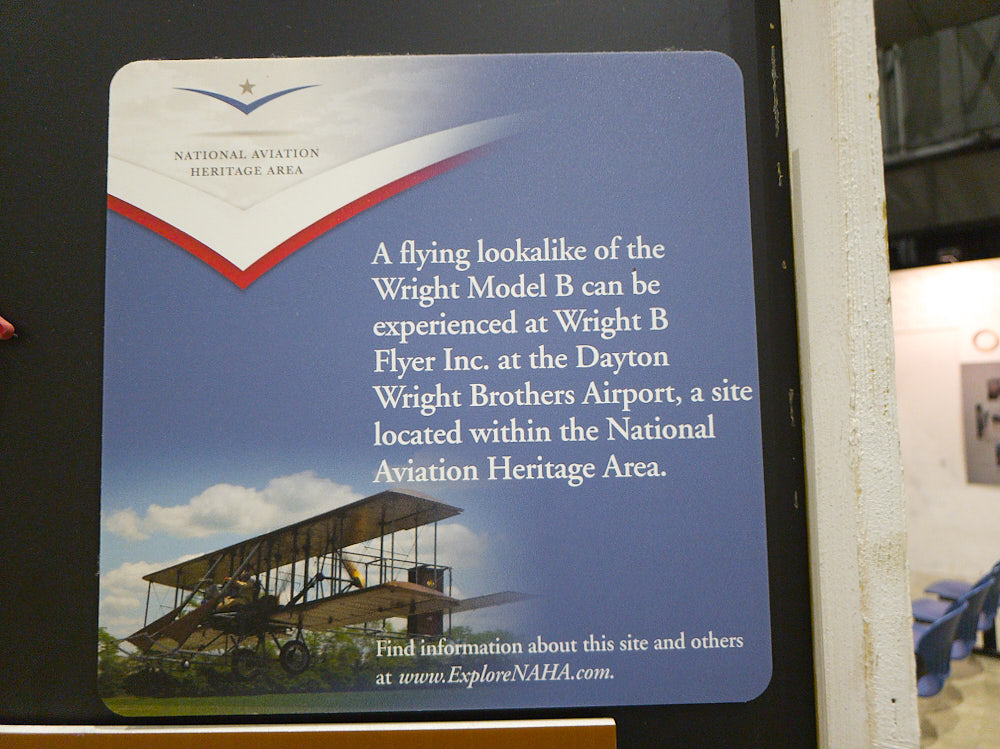 NATIONAL AVIATION
HERITAGE AREA
A flying lookalike of the
Wright Model B can be
experienced at Wright B
Flyer Inc. at the Dayton
Wright Brothers Airport, a site
located within the National
Aviation Heritage Area.
Find information about this site and others
at www.ExploreNAHA.com.